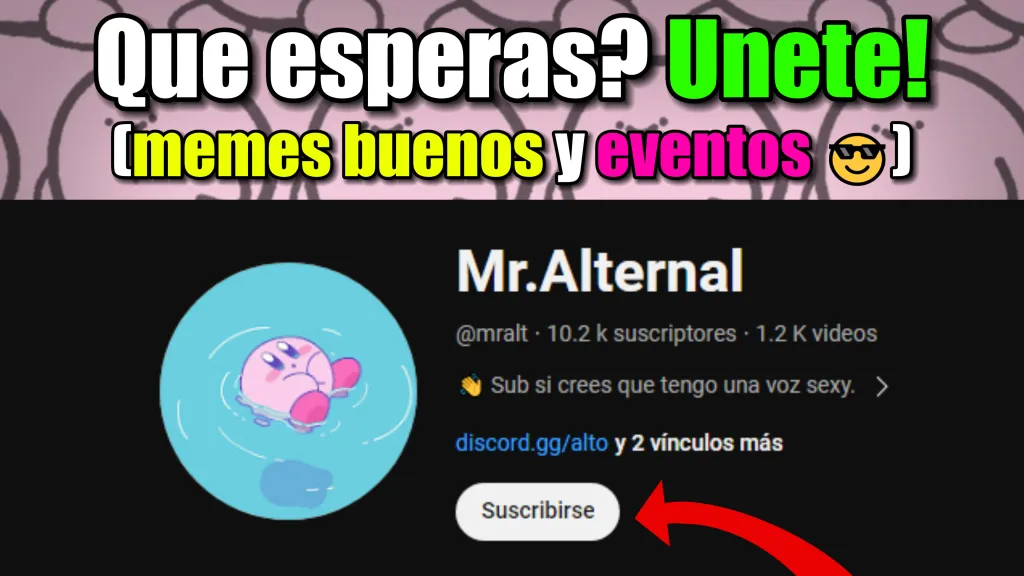 Que esperas? Unete!
(memes buenos y eventos 😎)
Mr.Alternal
@mralt · 10.2 k suscriptores · 1.2 K videos
👋 Sub si crees que tengo una voz sexy.
discord.gg/alto y 2 vínculos más
Suscribirse